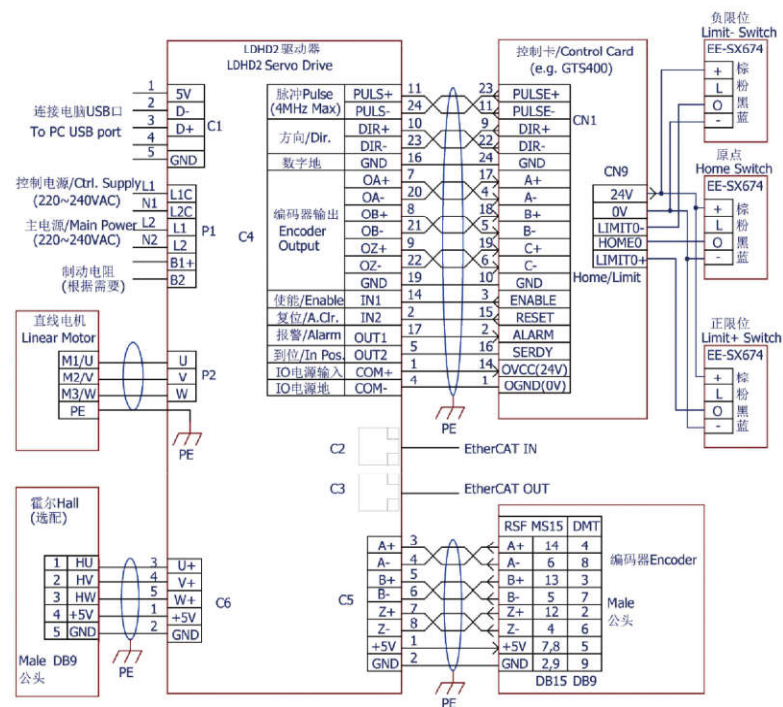 LDHD2 驱动器
LDHD2 Servo Drive
连接电脑USB口
To PC USB port
1 5V
2 D-
3 D+
4
5 GND
C1
控制电源/Ctrl. Supply
(220~240VAC)
L1 L1C
N1 L2C
主电源/Main Power
(220~240VAC)
L2 L1
N2 L2
P1
制动电阻
(根据需要)
B1+
B2
直线电机
Linear Motor
M1/U U
M2/V V
M3/W W
PE
P2
PE
霍尔Hall
(选配)
1 HU 3 U+
2 HV 4 V+
3 HW 5 W+
4 +5V 1 +5V
5 GND 2 GND
C6
Male DB9
公头
PE
C4
脉冲Pulse
(4MHz Max)
PULS+ 11 23 PULSE+
PULS- 24 11 PULSE-
方向/Dir.
DIR+ 10 9 DIR+
DIR- 23 22 DIR-
数字地 GND 16 24 GND
编码器输出
Encoder
Output
OA+ 7 17 A+
OA- 20 4 A-
OB+ 8 18 B+
OB- 21 5 B-
OZ+ 9 19 C+
OZ- 22 6 C-
GND 19 10 GND
使能/Enable IN1 14 3 ENABLE
复位/A.Clr. IN2 2 15 RESET
报警/Alarm OUT1 17 2 ALARM
到位/In Pos. OUT2 5 16 SERDY
IO电源输入 COM+ 1 14 OVCC(24V)
IO电源地 COM- 4 1 OGND(0V)
PE
控制卡/Control Card
(e.g. GTS400)
CN1
CN9
24V
0V
LIMIT0-
HOME0
LIMIT0+
Home/Limit
负限位
Limit- Switch
EE-SX674
+ 棕
L 粉
O 黑
- 蓝
原点
Home Switch
EE-SX674
+ 棕
L 粉
O 黑
- 蓝
正限位
Limit+ Switch
EE-SX674
+ 棕
L 粉
O 黑
- 蓝
C2
EtherCAT IN
C3
EtherCAT OUT
C5
RSF MS15 DMT
A+ 3 A+ 14 4
A- 4 A- 6 8
B+ 5 B+ 13 3
B- 6 B- 5 7
Z+ 7 Z+ 12 2
Z- 8 Z- 4 6
+5V 1 +5V 7,8 5
GND 2 GND 2,9 9
DB15 DB9
编码器Encoder
Male
公头
PE